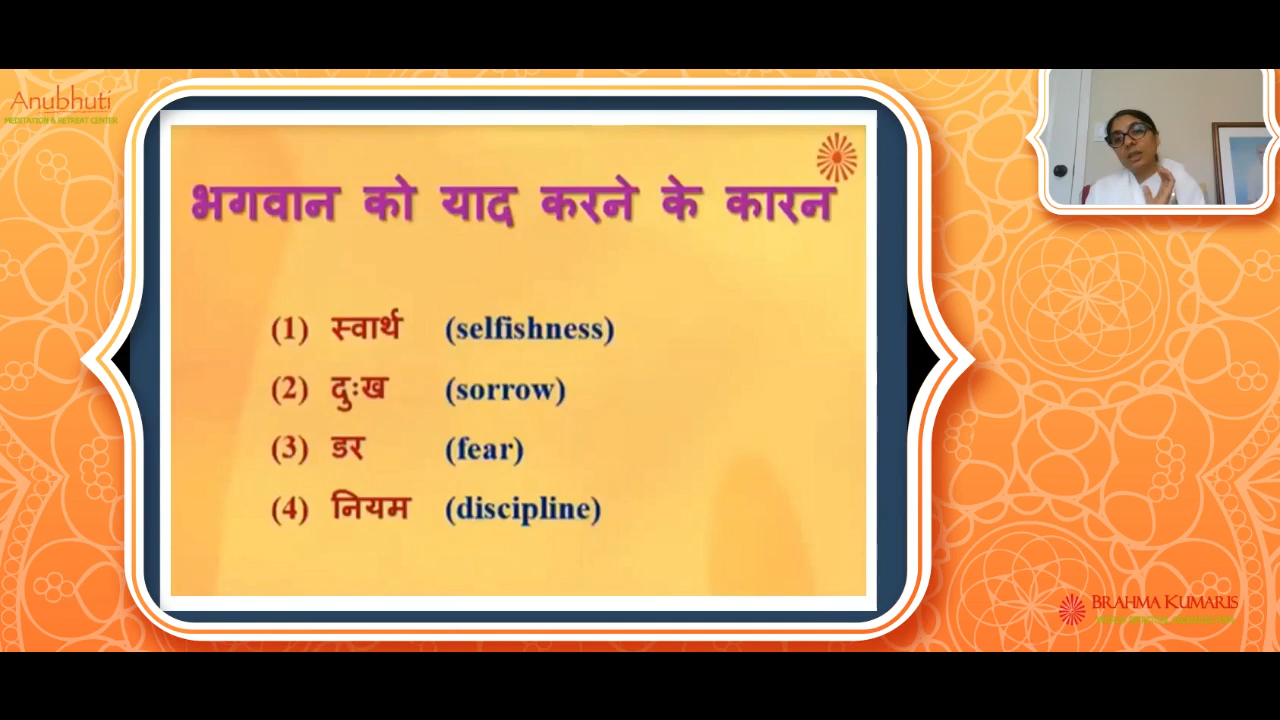 Anubhuti
MEDITATION & RETREAT CENTER
भगवान को याद करने के कारन
(1) स्वार्थ (selfishness)
(2) दुःख (sorrow)
(3) डर (fear)
(4) नियम (discipline)
BRAHMA KUMARIS